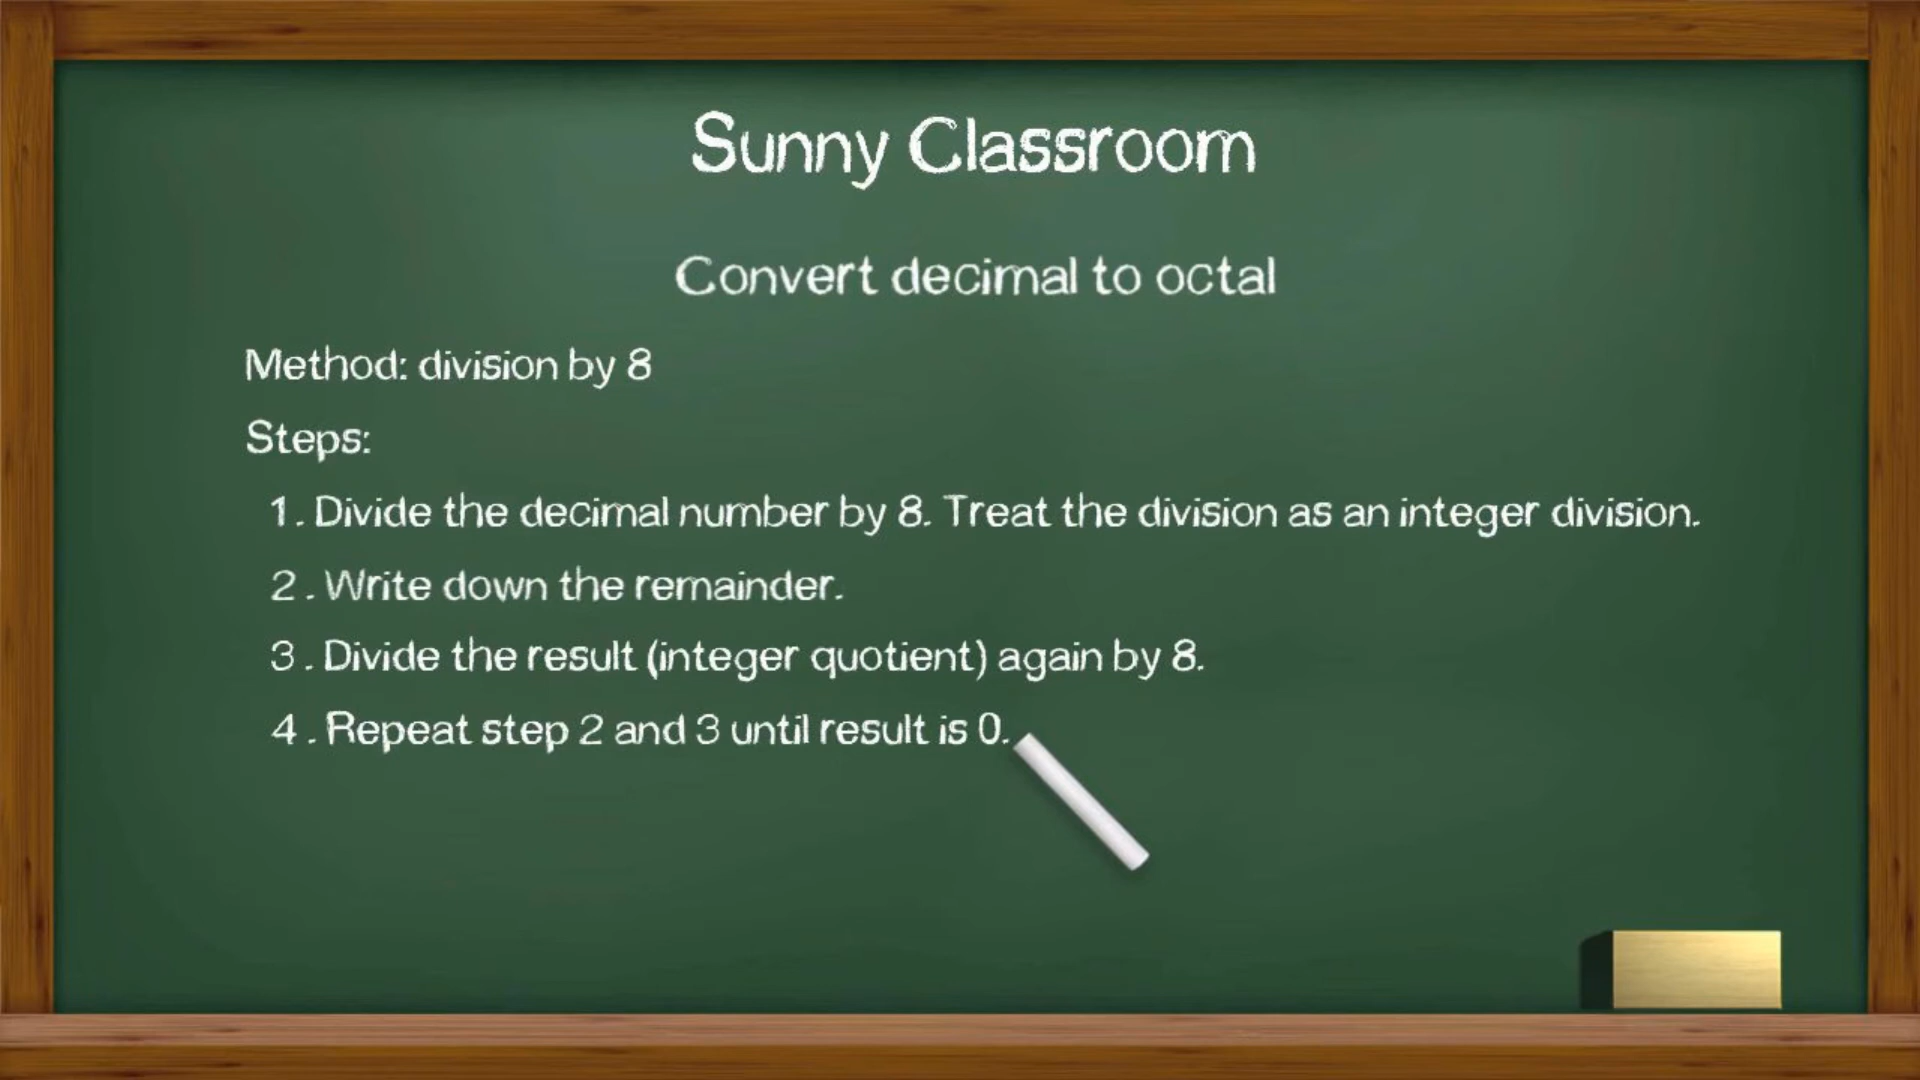 Sunny Classroom
Convert decimal to octal
Method: division by 8
Steps:
1. Divide the decimal number by 8. Treat the division as an integer division.
2. Write down the remainder.
3. Divide the result (integer quotient) again by 8.
4. Repeat step 2 and 3 until result is 0.